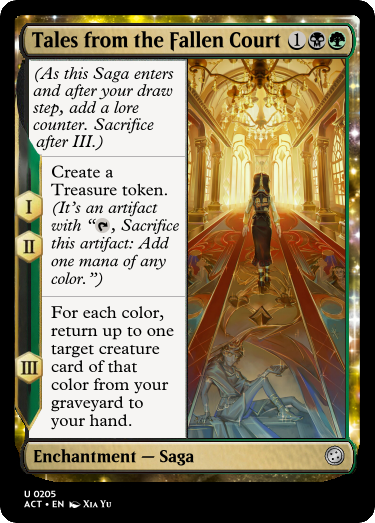 Tales from the Fallen Court 1
(As this Saga enters
and after your draw
step, add a lore
counter. Sacrifice
after III.)
I
II
Create a
Treasure token.
(It's an artifact
with “, Sacrifice
this artifact: Add
one mana of any
color.”)
III
For each color,
return up to one
target creature
card of that
color from your
graveyard to
your hand.
Enchantment — Saga
U 0205
ACT • EN Xia Yu